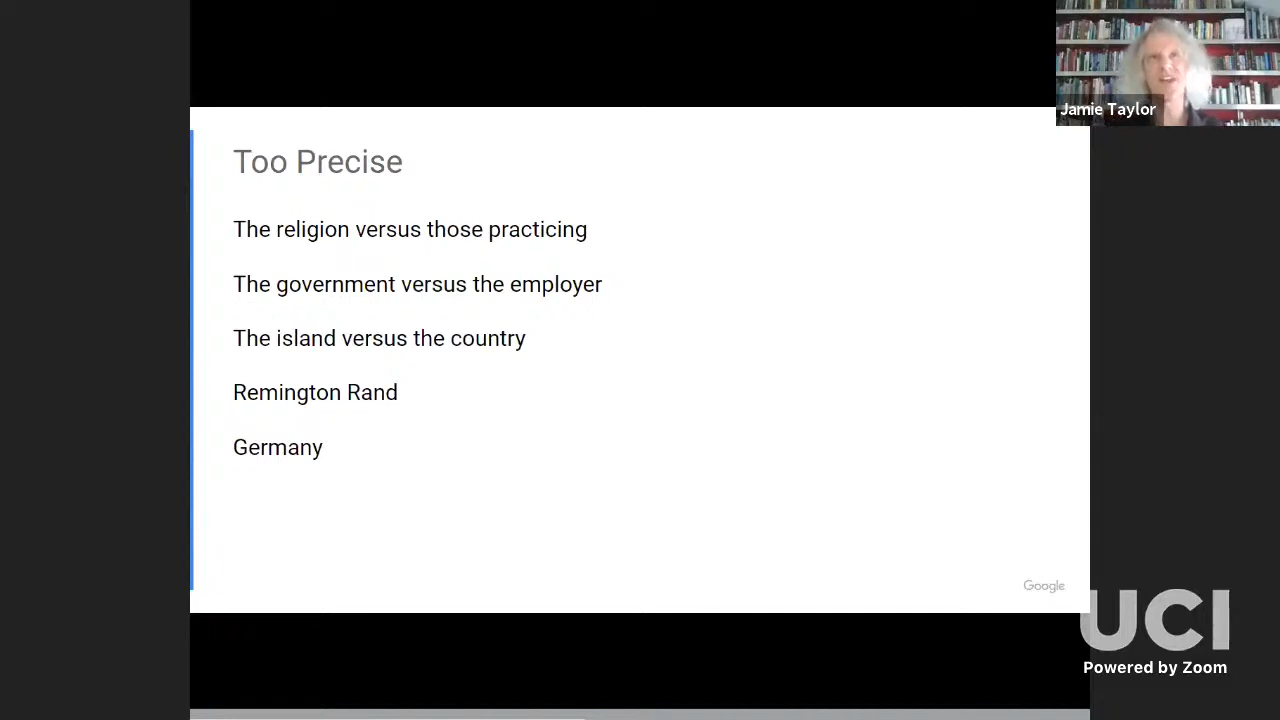 Jamie Taylor
Too Precise
The religion versus those practicing
The government versus the employer
The island versus the country
Remington Rand
Germany
Google
UCI
Powered by Zoom